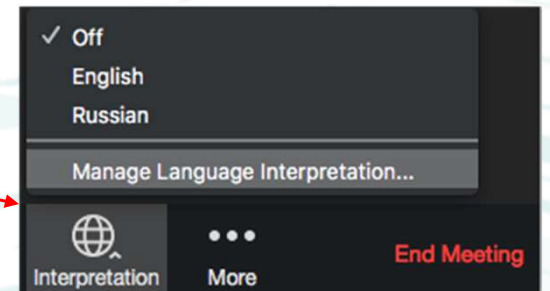 ✓ Off
English
Russian
Manage Language Interpretation...
Interpretation
More
End Meeting